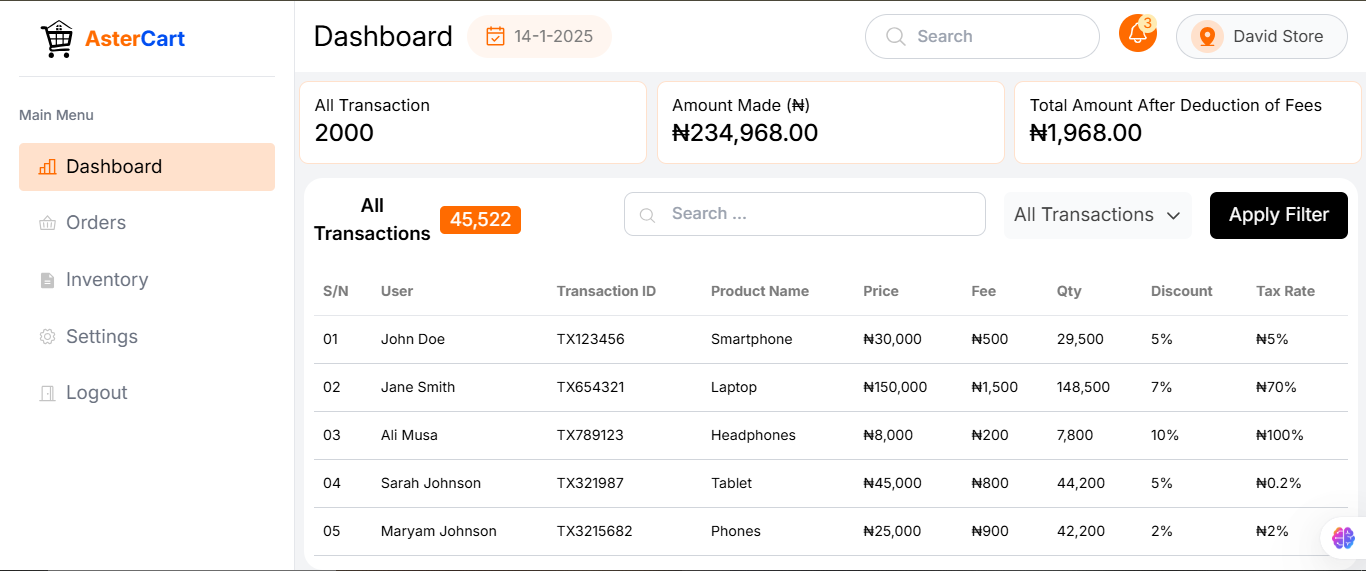 AsterCart
Dashboard
14-1-2025
Search
3
David Store
Main Menu
Dashboard
Orders
Inventory
Settings
Logout
All Transaction
2000
Amount Made (₦)
₦234,968.00
Total Amount After Deduction of Fees
₦1,968.00
All
Transactions
45,522
Search ...
All Transactions
Apply Filter
S/N User Transaction ID Product Name Price Fee Qty Discount Tax Rate
01 John Doe TX123456 Smartphone ₦30,000 ₦500 29,500 5% ₦5%
02 Jane Smith TX654321 Laptop ₦150,000 ₦1,500 148,500 7% ₦70%
03 Ali Musa TX789123 Headphones ₦8,000 ₦200 7,800 10% ₦100%
04 Sarah Johnson TX321987 Tablet ₦45,000 ₦800 44,200 5% ₦0.2%
05 Maryam Johnson TX3215682 Phones ₦25,000 ₦900 42,200 2% ₦2%